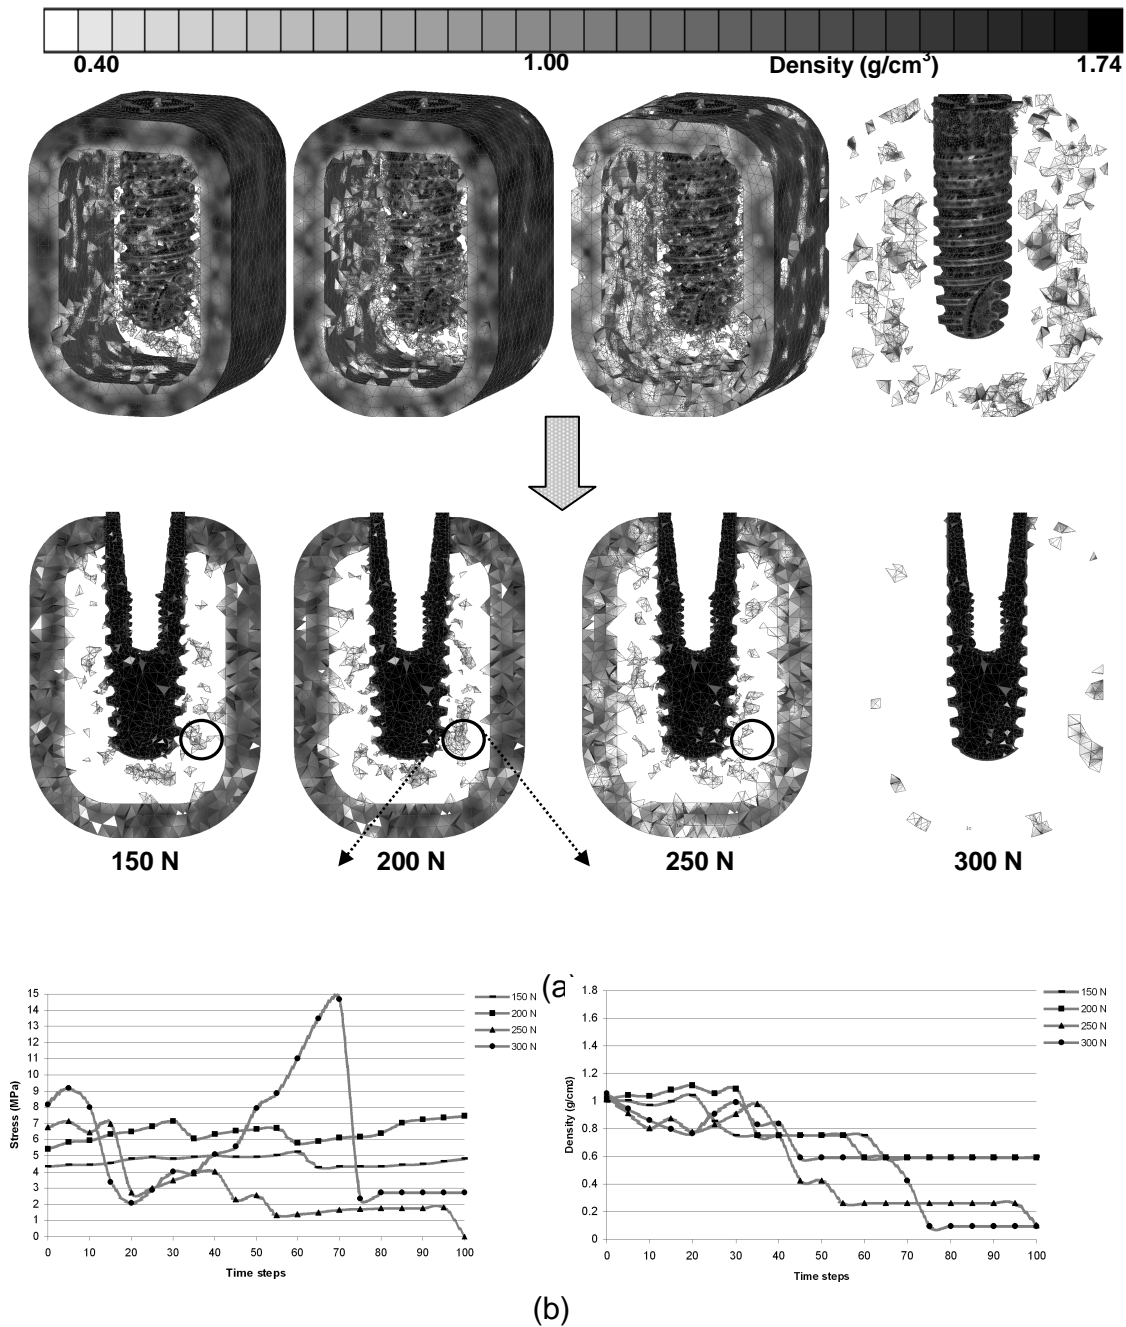 0.40 1.00 Density (g/cm³) 1.74
150 N 200 N 250 N 300 N
(a)
15
14
13
12
11
10
9
8
7
6
5
4
3
2
1
0
Stress (MPa)
0 10 20 30 40 50 60 70 80 90 100
Time steps
150 N
200 N
250 N
300 N
1.8
1.6
1.4
1.2
1
0.8
0.6
0.4
0.2
0
Density (g/cm3)
0 10 20 30 40 50 60 70 80 90 100
Time steps
150 N
200 N
250 N
300 N
(b)